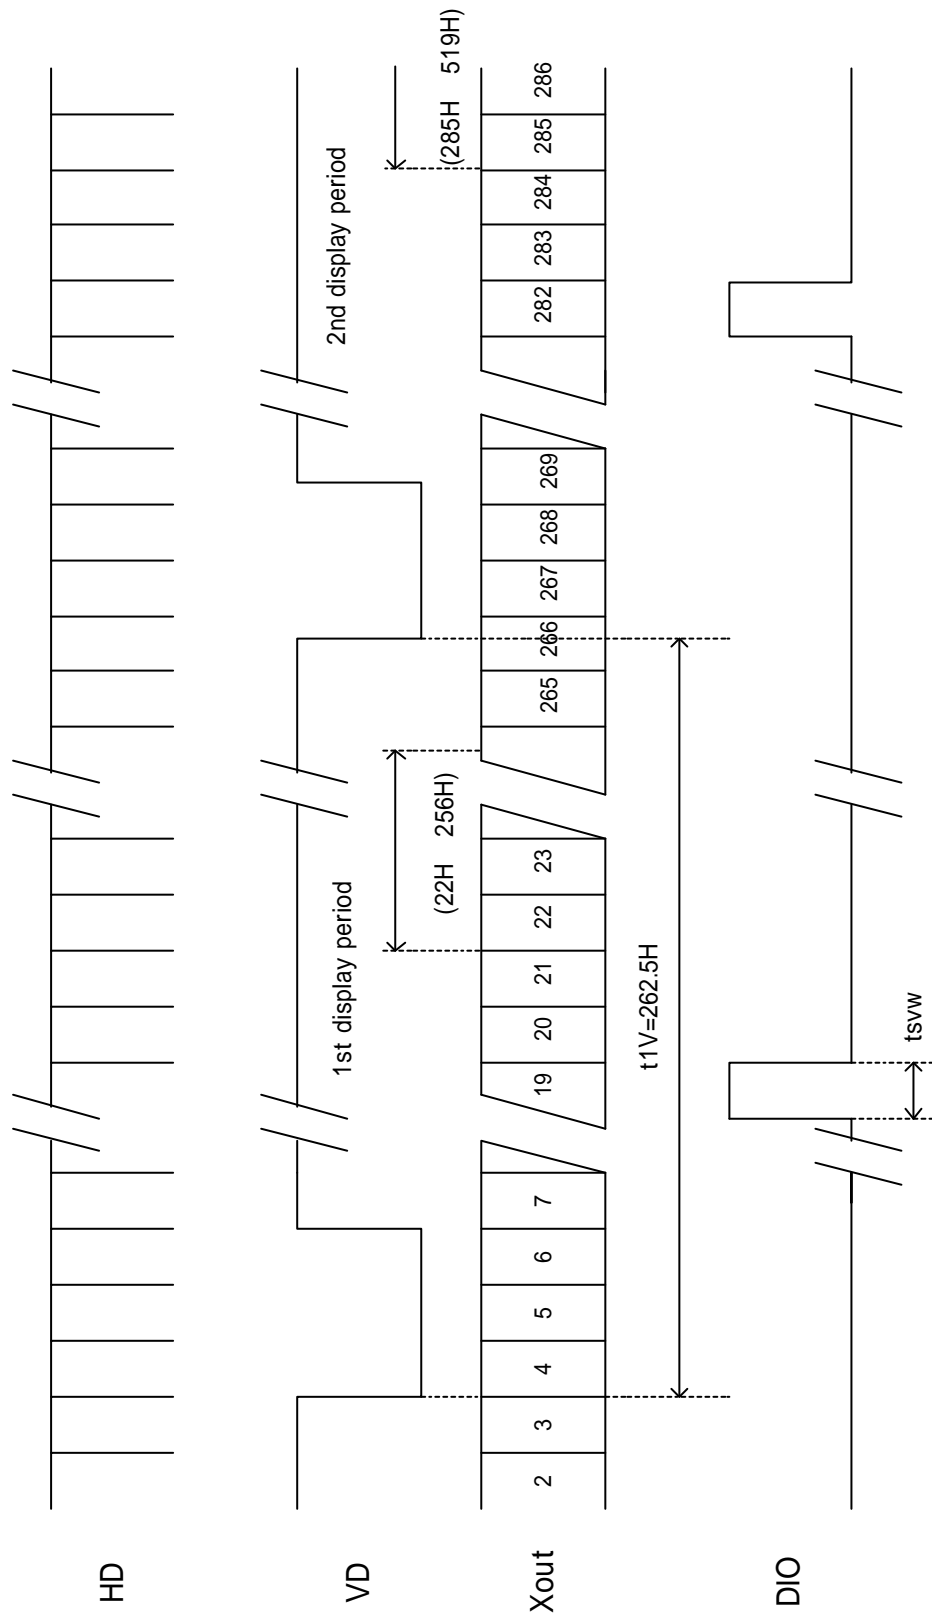 HD
VD
1st display period
2nd display period
(22H 256H)
(285H 519H)
Xout
2 3 4 5 6 7 19 20 21 22 23 265 266 267 268 269 282 283 284 285 286
t1V=262.5H
DIO
tsvw